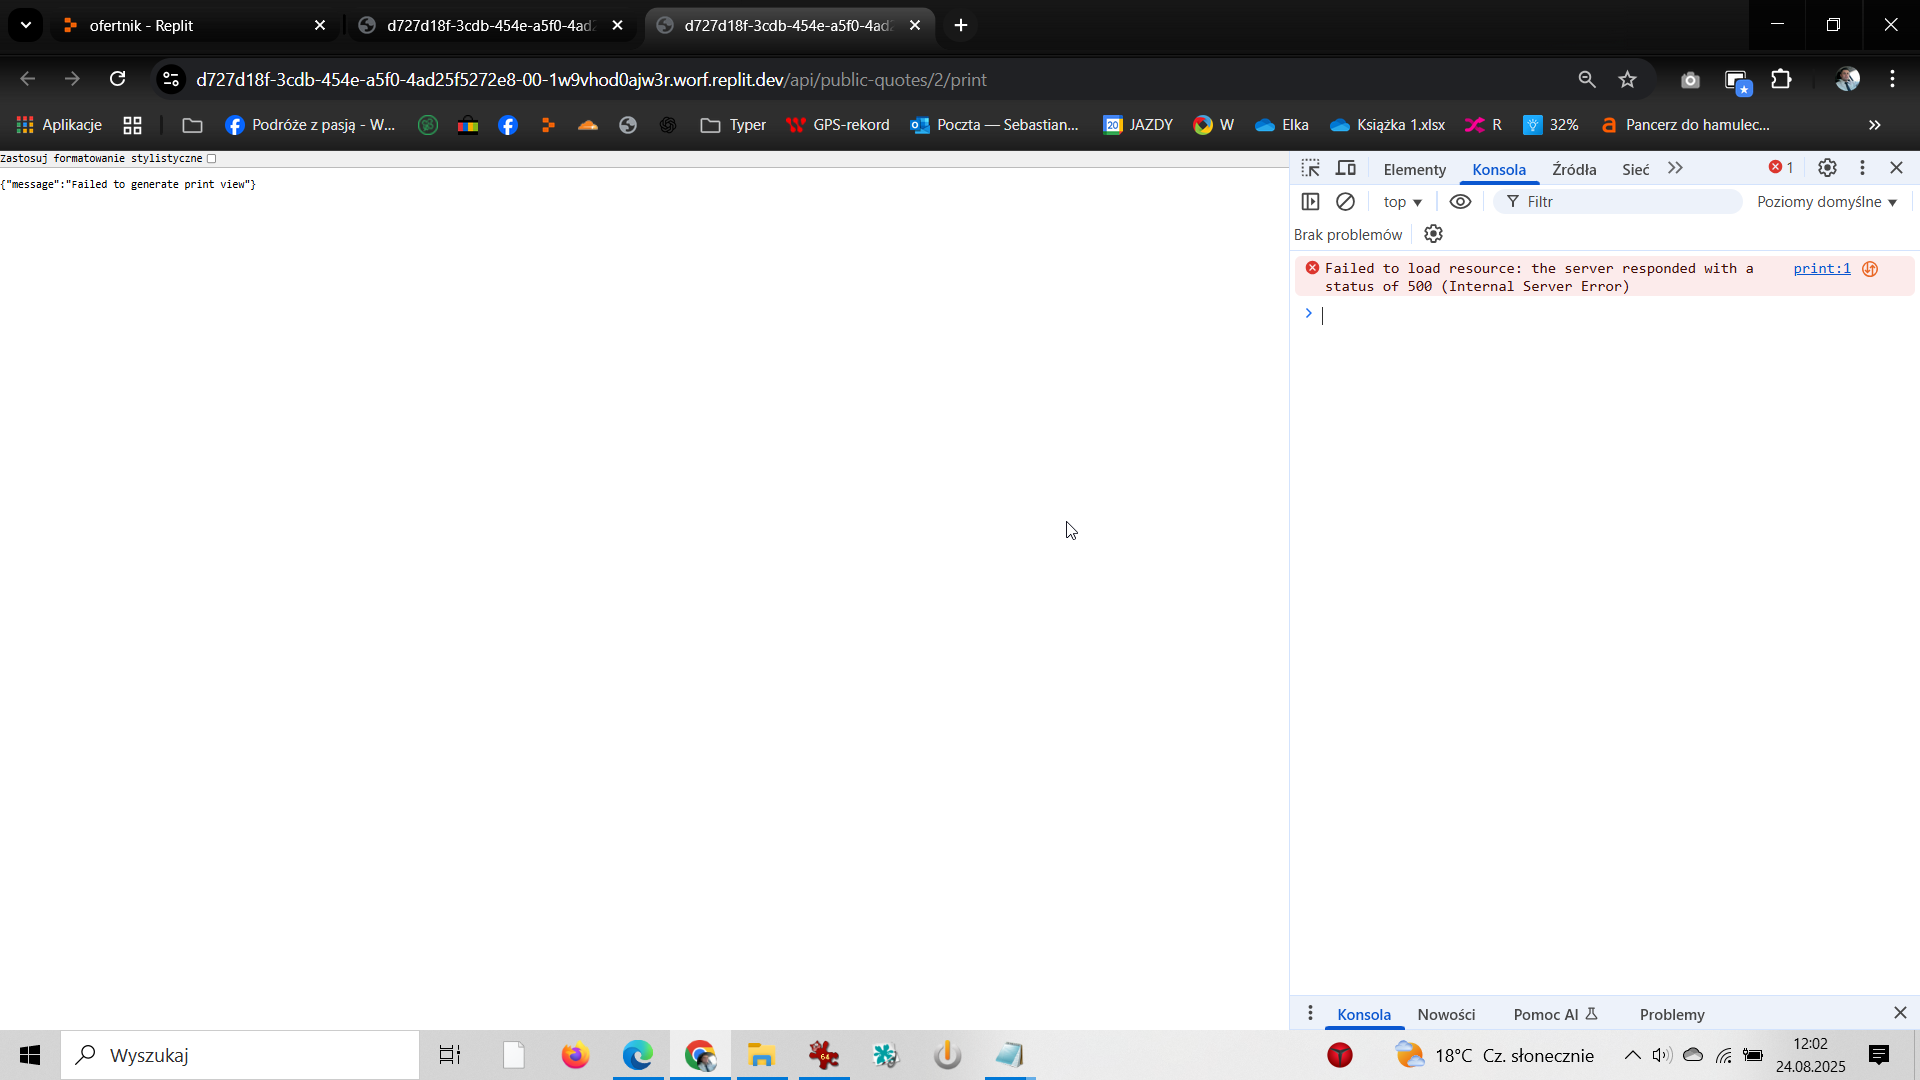 ofertnik - Replit
d727d18f-3cdb-454e-a5f0-4ad2
d727d18f-3cdb-454e-a5f0-4ad2
d727d18f-3cdb-454e-a5f0-4ad25f5272e8-00-1w9vhod0ajw3r.worf.replit.dev/api/public-quotes/2/print
Aplikacje
Podróże z pasją - W...
Typer
GPS-rekord
Poczta — Sebastian...
20
JAZDY
W
Elka
Książka 1.xlsx
R
32%
Pancerz do hamulec...
Zastosuj formatowanie stylistyczne
{"message":"Failed to generate print view"}
Elementy
Konsola
Źródła
Sieć
1
top
Filtr
Poziomy domyślne
Brak problemów
Failed to load resource: the server responded with a
status of 500 (Internal Server Error)
print:1
Konsola
Nowości
Pomoc AI
Problemy
Wyszukaj
64
18°C Cz. słonecznie
12:02
24.08.2025